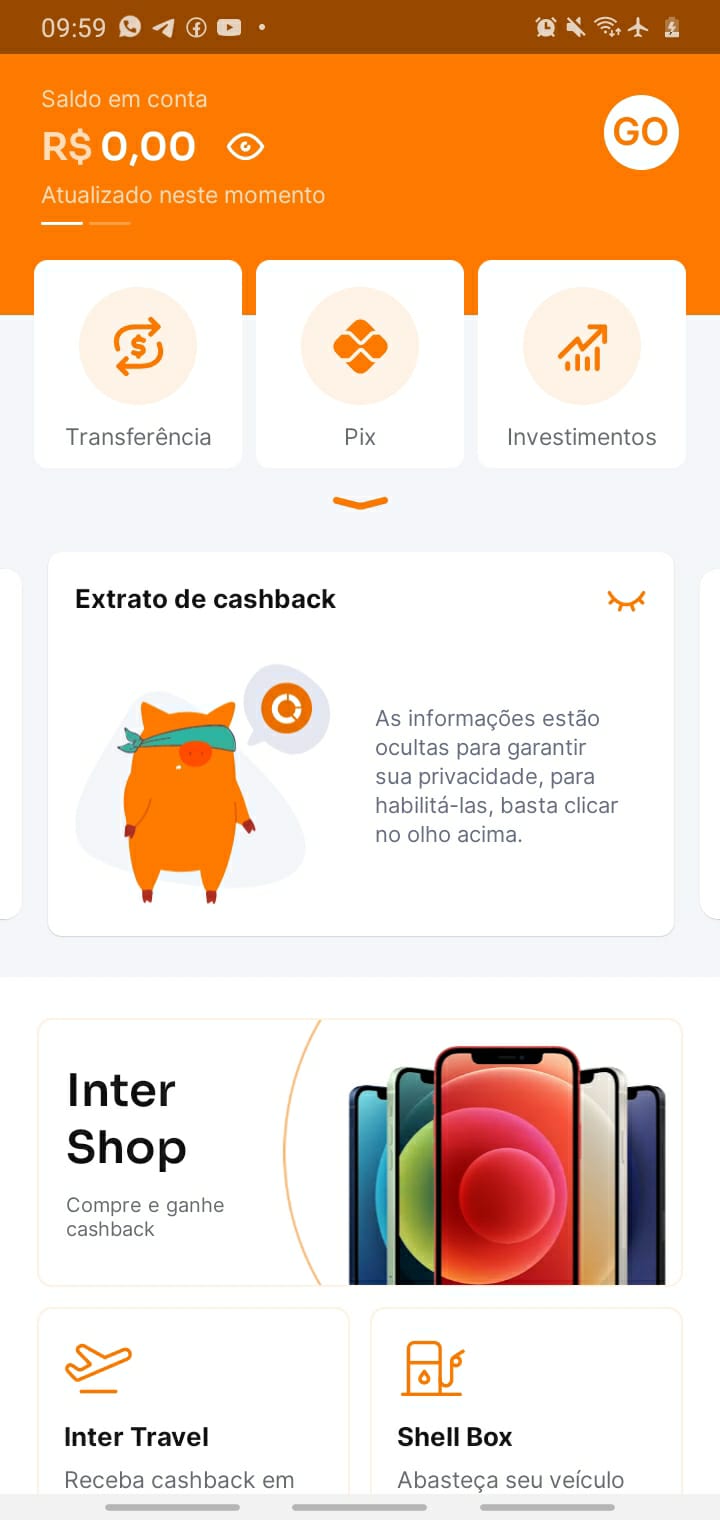 09:59
Saldo em conta
R$ 0,00
GO
Atualizado neste momento
Transferência
Pix
Investimentos
Extrato de cashback
As informações estão
ocultas para garantir
sua privacidade, para
habilitá-las, basta clicar
no olho acima.
Inter
Shop
Compre e ganhe
cashback
Inter Travel
Shell Box
Receba cashback em
Abasteça seu veículo